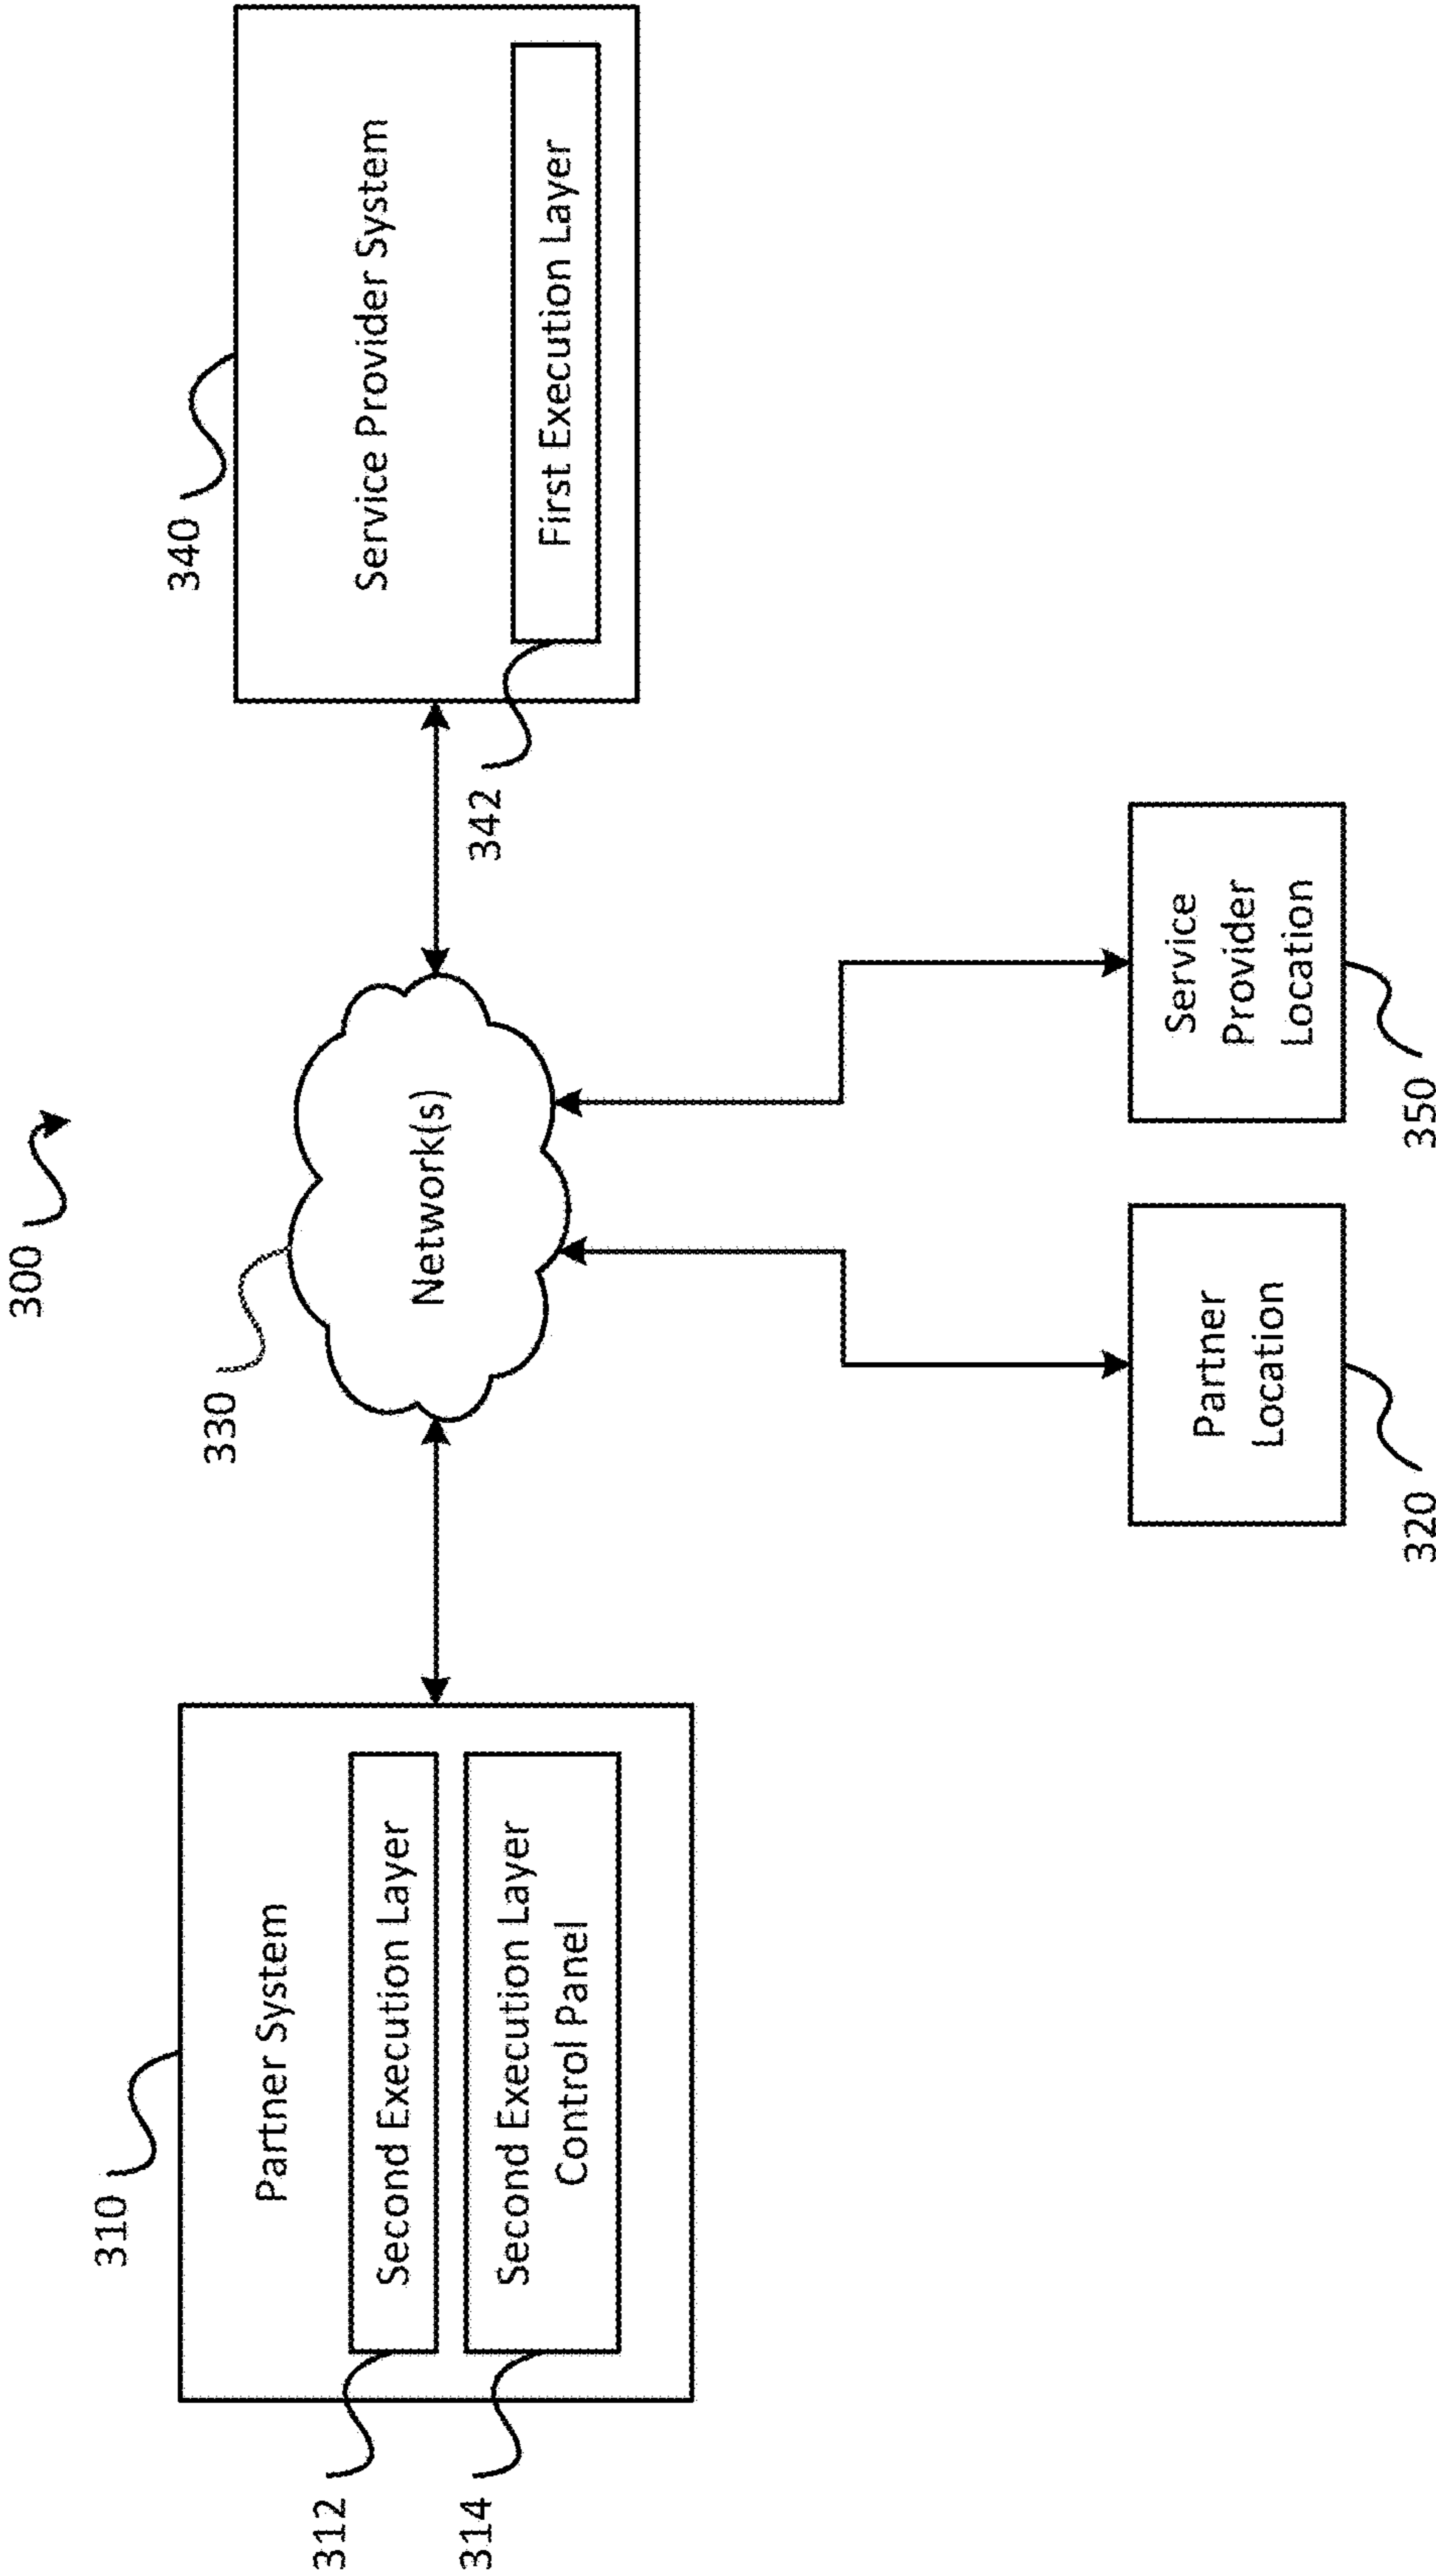 300
310
Partner System
312
Second Execution Layer
314
Second Execution Layer
Control Panel
330
Network(s)
340
Service Provider System
342
First Execution Layer
Partner
Location
320
Service
Provider
Location
350